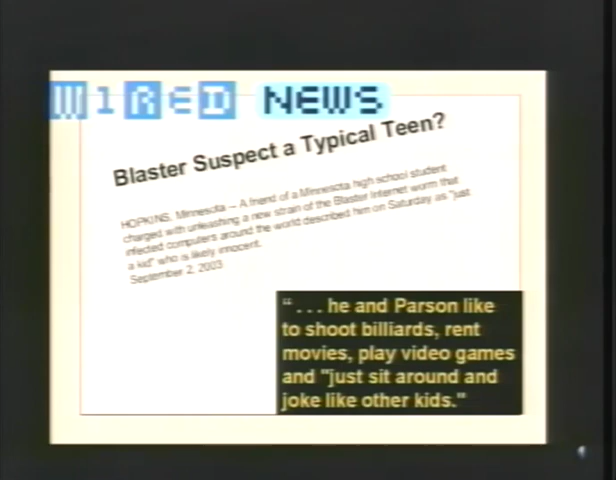 WIRED NEWS
Blaster Suspect a Typical Teen?
HOPKINS, Minnesota -- A friend of a Minnesota high school student
charged with unleashing a new strain of the Blaster Internet worm that
infected computers around the world described him on Saturday as "just
a kid" who is likely innocent.
September 2, 2003
" . . . he and Parson like
to shoot billiards, rent
movies, play video games
and "just sit around and
joke like other kids."